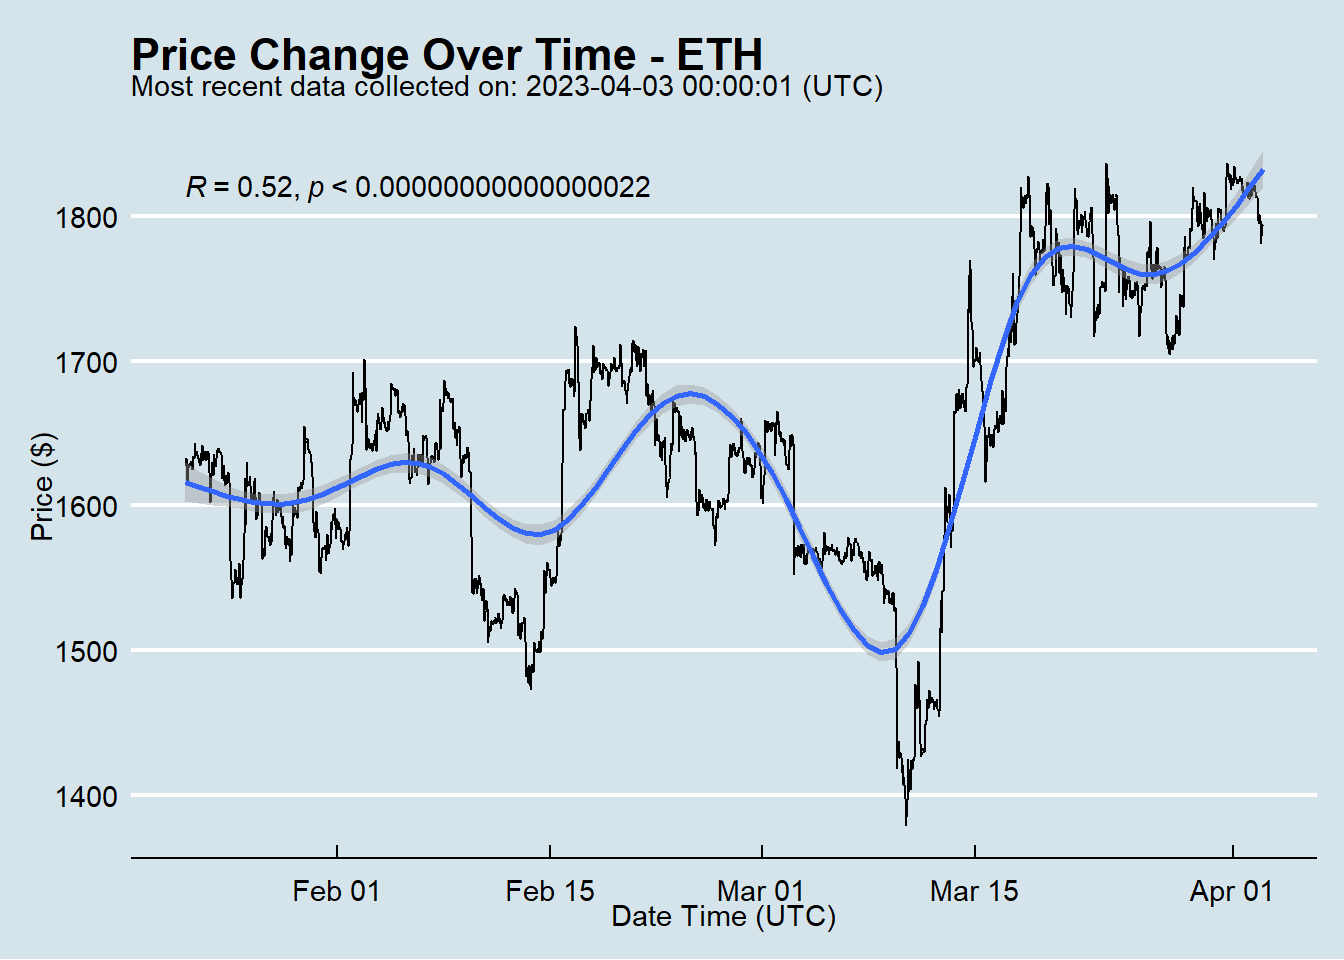 Price Change Over Time - ETH
Most recent data collected on: 2023-04-03 00:00:01 (UTC)
R = 0.52, p < 0.00000000000000022
1800
1700
1600
1500
1400
Price ($)
Feb 01 Feb 15 Mar 01 Mar 15 Apr 01
Date Time (UTC)